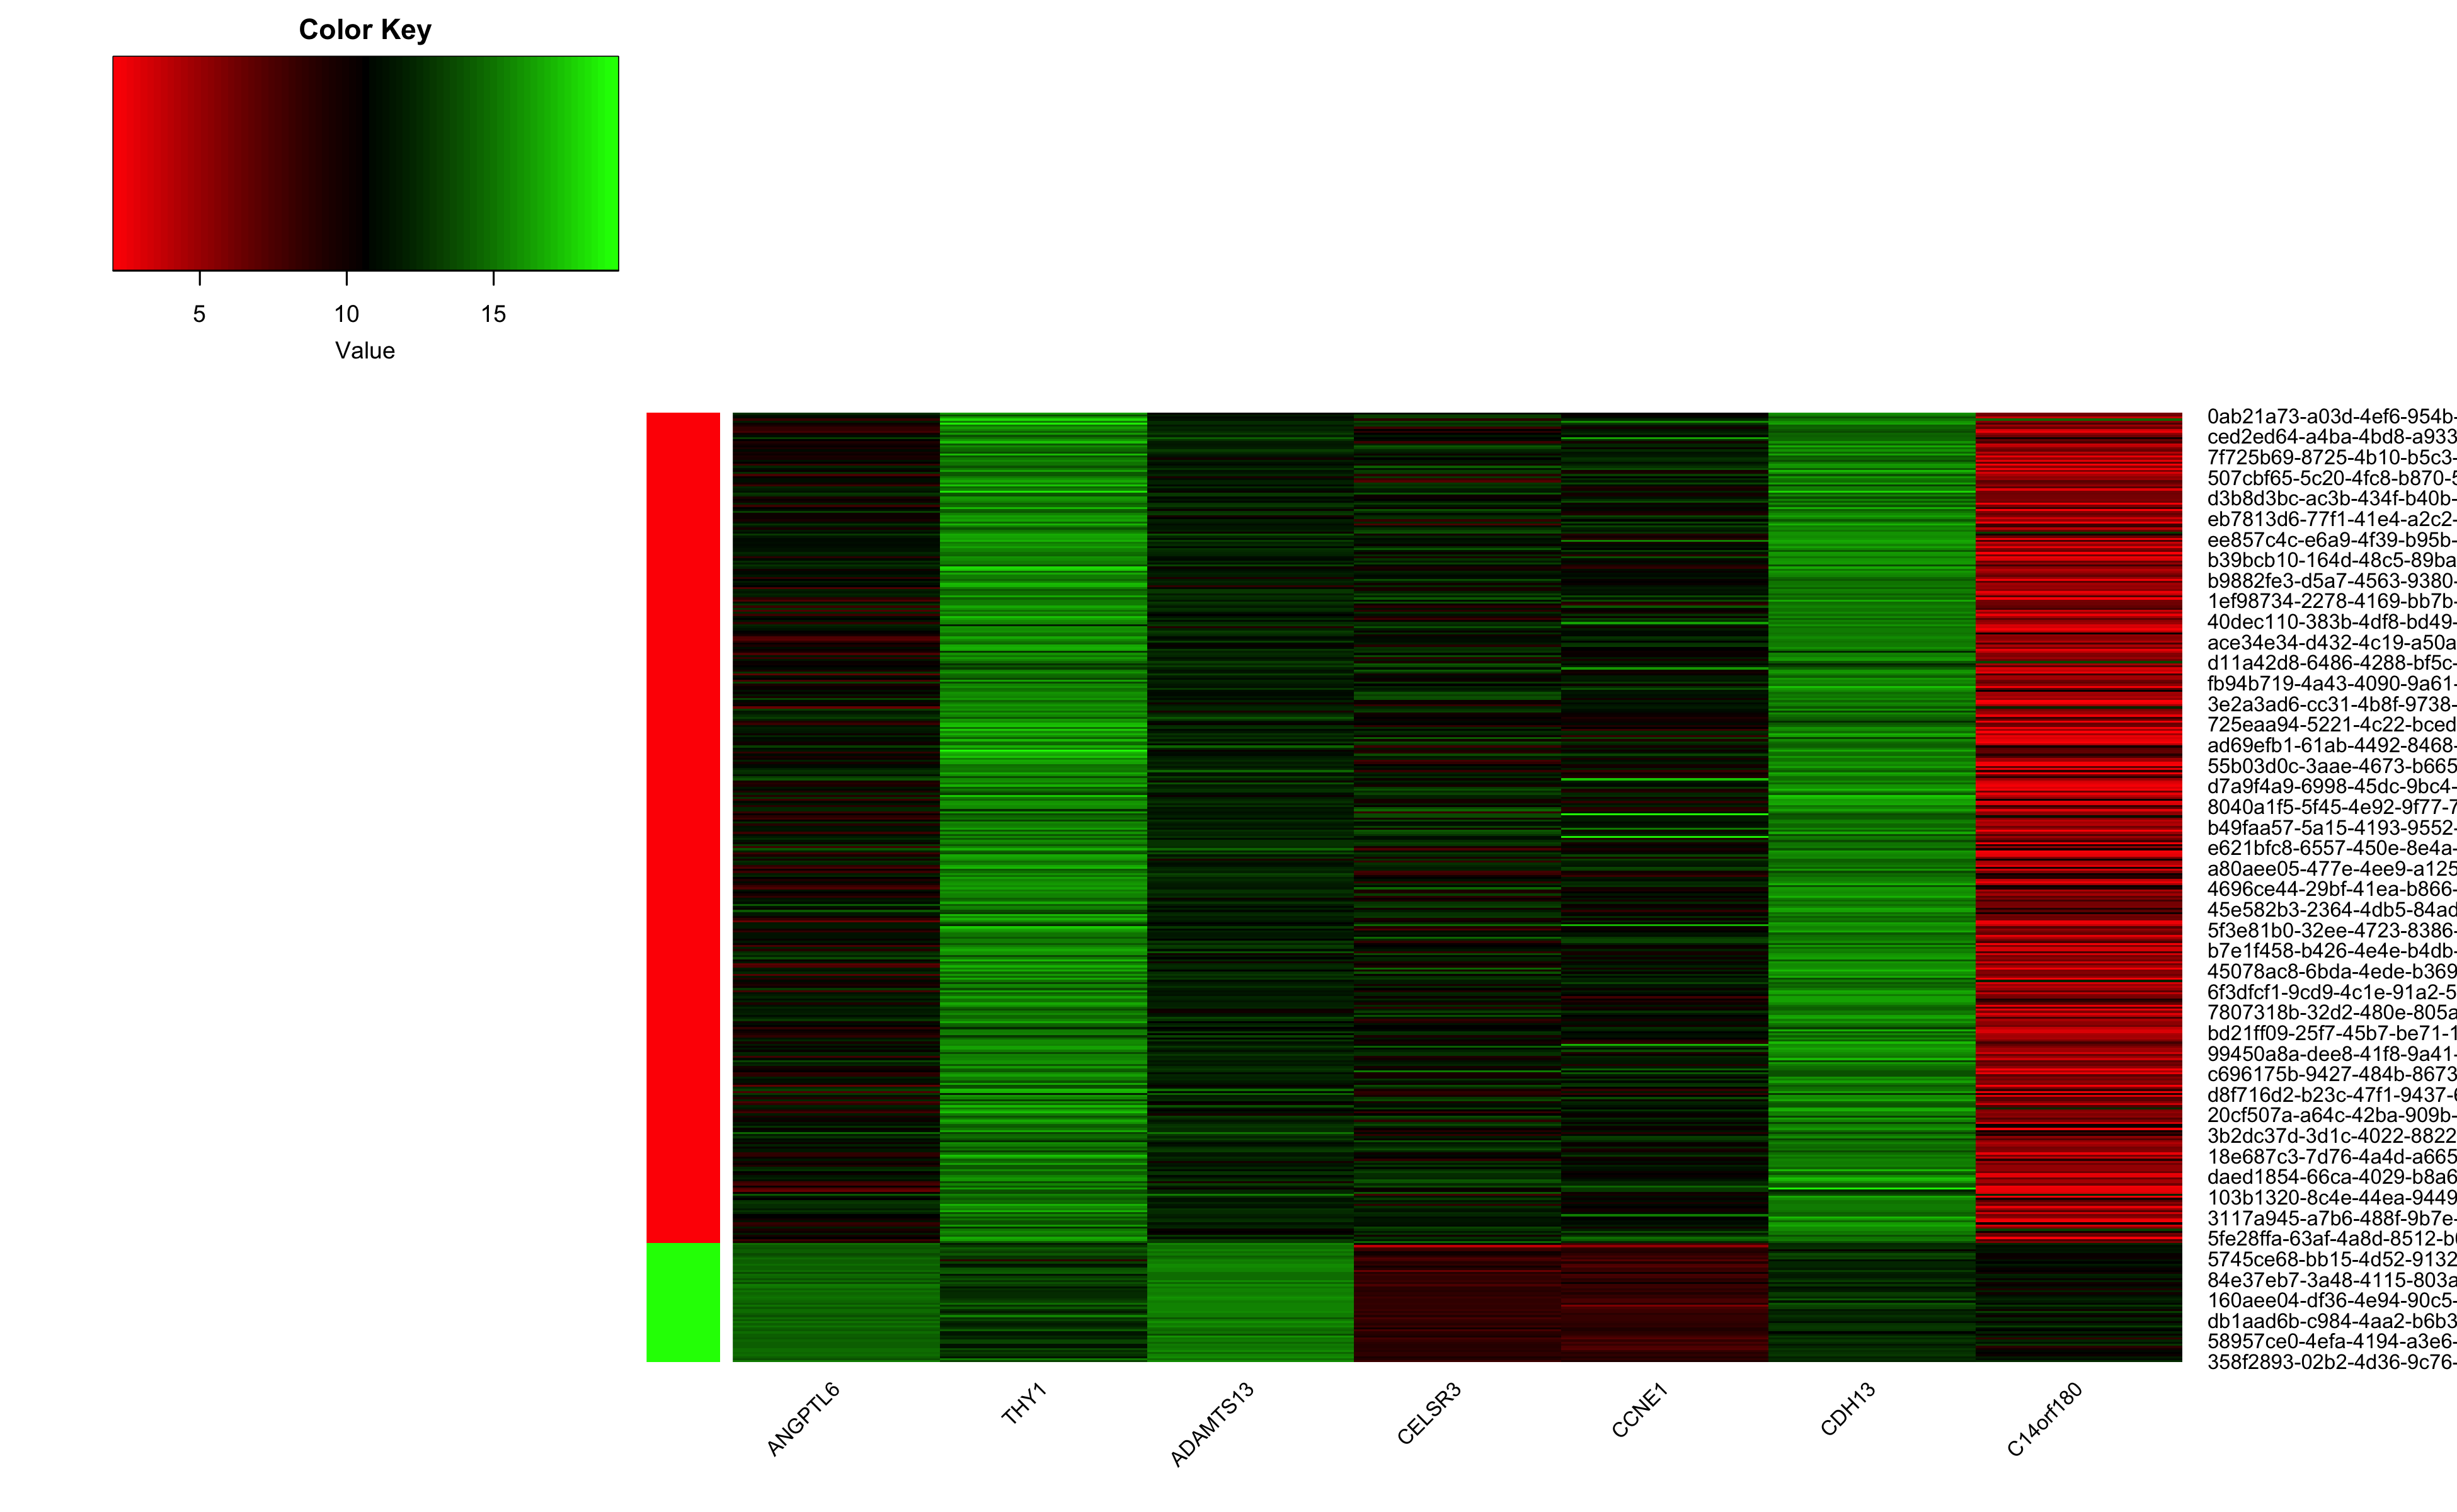 Color Key
5 10 15
Value
0ab21a73-a03d-4ef6-954b-
ced2ed64-a4ba-4bd8-a933
7f725b69-8725-4b10-b5c3-
507cbf65-5c20-4fc8-b870-5
d3b8d3bc-ac3b-434f-b40b-
eb7813d6-77f1-41e4-a2c2-
ee857c4c-e6a9-4f39-b95b-
b39bcb10-164d-48c5-89ba
b9882fe3-d5a7-4563-9380-
1ef98734-2278-4169-bb7b-
40dec110-383b-4df8-bd49-
ace34e34-d432-4c19-a50a
d11a42d8-6486-4288-bf5c-
fb94b719-4a43-4090-9a61-
3e2a3ad6-cc31-4b8f-9738-
725eaa94-5221-4c22-bced
ad69efb1-61ab-4492-8468-
55b03d0c-3aae-4673-b665
d7a9f4a9-6998-45dc-9bc4-
8040a1f5-5f45-4e92-9f77-7
b49faa57-5a15-4193-9552-
e621bfc8-6557-450e-8e4a-
a80aee05-477e-4ee9-a125
4696ce44-29bf-41ea-b866-
45e582b3-2364-4db5-84ad
5f3e81b0-32ee-4723-8386-
b7e1f458-b426-4e4e-b4db-
45078ac8-6bda-4ede-b369
6f3dfcf1-9cd9-4c1e-91a2-5
7807318b-32d2-480e-805a
bd21ff09-25f7-45b7-be71-1
99450a8a-dee8-41f8-9a41-
c696175b-9427-484b-8673
d8f716d2-b23c-47f1-9437-6
20cf507a-a64c-42ba-909b-
3b2dc37d-3d1c-4022-8822
18e687c3-7d76-4a4d-a665
daed1854-66ca-4029-b8a6
103b1320-8c4e-44ea-9449
3117a945-a7b6-488f-9b7e-
5fe28ffa-63af-4a8d-8512-b
5745ce68-bb15-4d52-9132
84e37eb7-3a48-4115-803a
160aee04-df36-4e94-90c5-
db1aad6b-c984-4aa2-b6b3
58957ce0-4efa-4194-a3e6-
358f2893-02b2-4d36-9c76-
ANGPTL6 THY1 ADAMTS13 CELSR3 CCNE1 CDH13 C14orf180